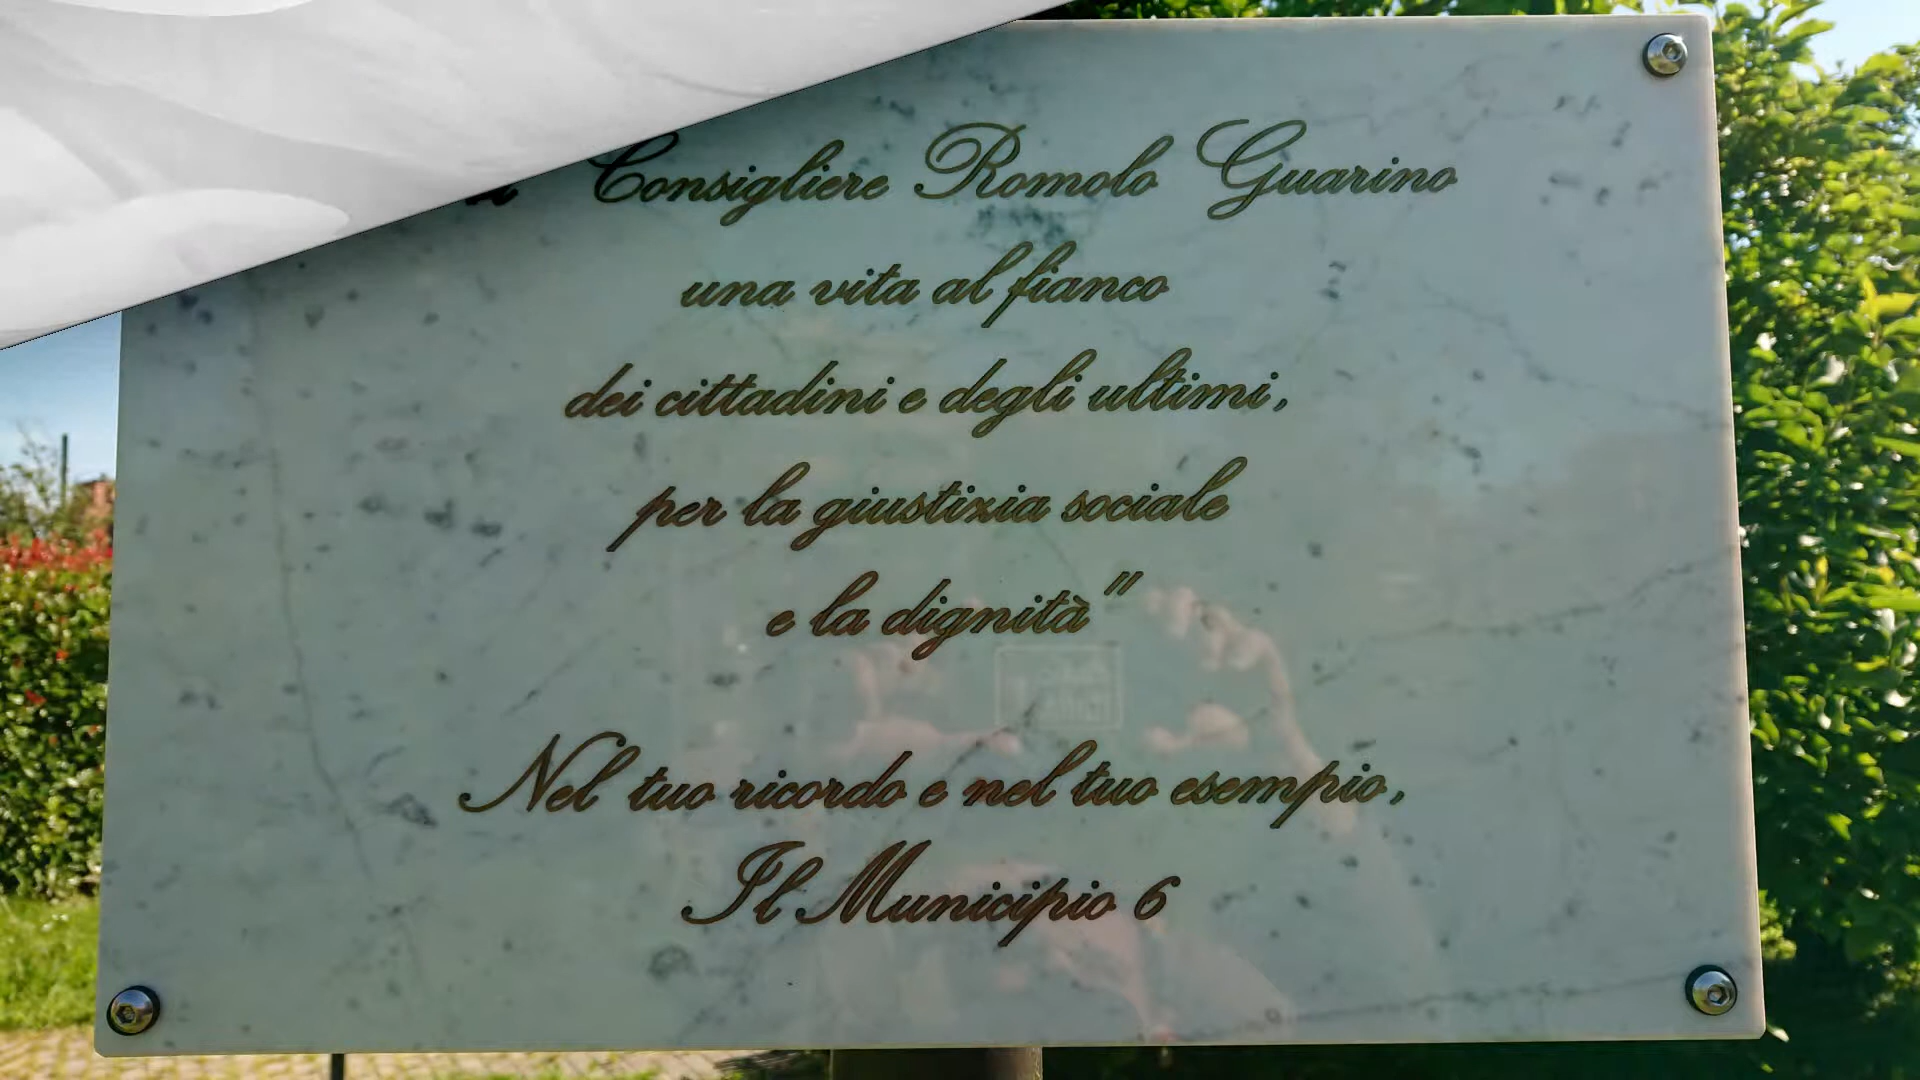 Consigliere Romolo Guarino
una vita al fianco
dei cittadini e degli ultimi,
per la giustizia sociale
e la dignità"
Nel tuo ricordo e nel tuo esempio,
Il Municipio 6